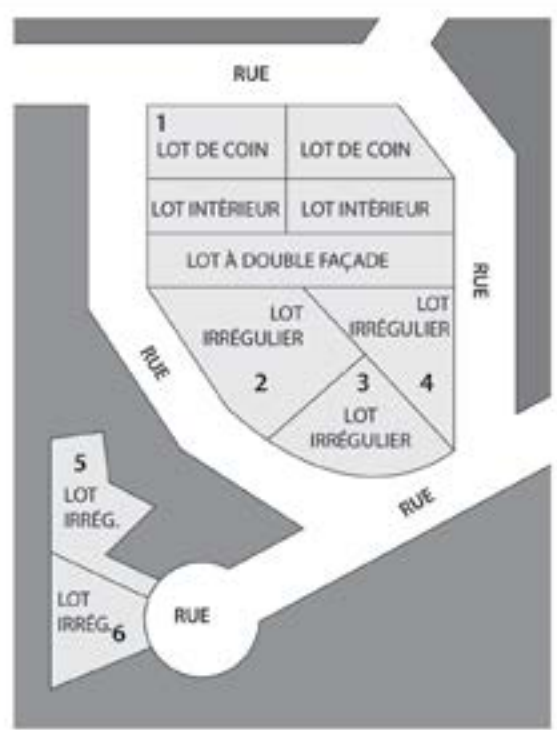 RUE
1
LOT DE COIN
LOT DE COIN
LOT INTÉRIEUR
LOT INTÉRIEUR
LOT À DOUBLE FAÇADE
RUE
LOT
IRRÉGULIER
2
LOT
IRRÉGULIER
4
3
LOT
IRRÉGULIER
RUE
5
LOT
IRRÉG.
RUE
LOT
IRRÉG.
6
RUE